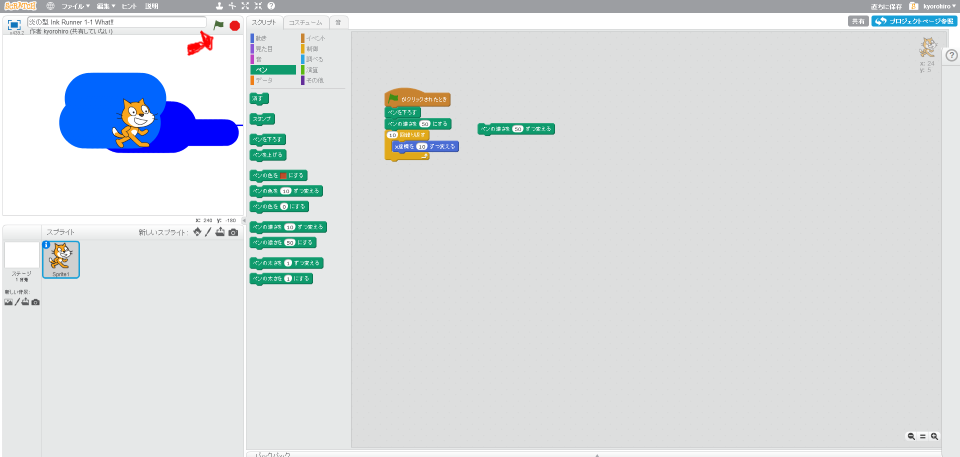 SCRATCH ファイル▼ 編集▼ ヒント 説明 直ちに保存 kyorohiro▼
炎の型 Ink Runner 1-1 What!!
作者 kyorohiro (共有していない)
v439.2
スクリプト コスチューム 音
共有 プロジェクトページ参照
動き イベント
見た目 制御
音 調べる
ペン 演算
データ その他
消す
スタンプ
ペンを下ろす
ペンを上げる
ペンの色を にする
ペンの色を 10 ずつ変える
ペンの色を 0 にする
ペンの濃さを 10 ずつ変える
ペンの濃さを 50 にする
ペンの太さを 1 ずつ変える
ペンの太さを 1 にする
がクリックされたとき
ペンを下ろす
ペンの濃さを 50 にする
10 回繰り返す
x座標を 10 ずつ変える
ペンの濃さを 50 ずつ変える
x: 24
y: 5
x: 240 y: -180
スプライト 新しいスプライト:
ステージ
1 背景
新しい背景:
Sprite1
バックパック